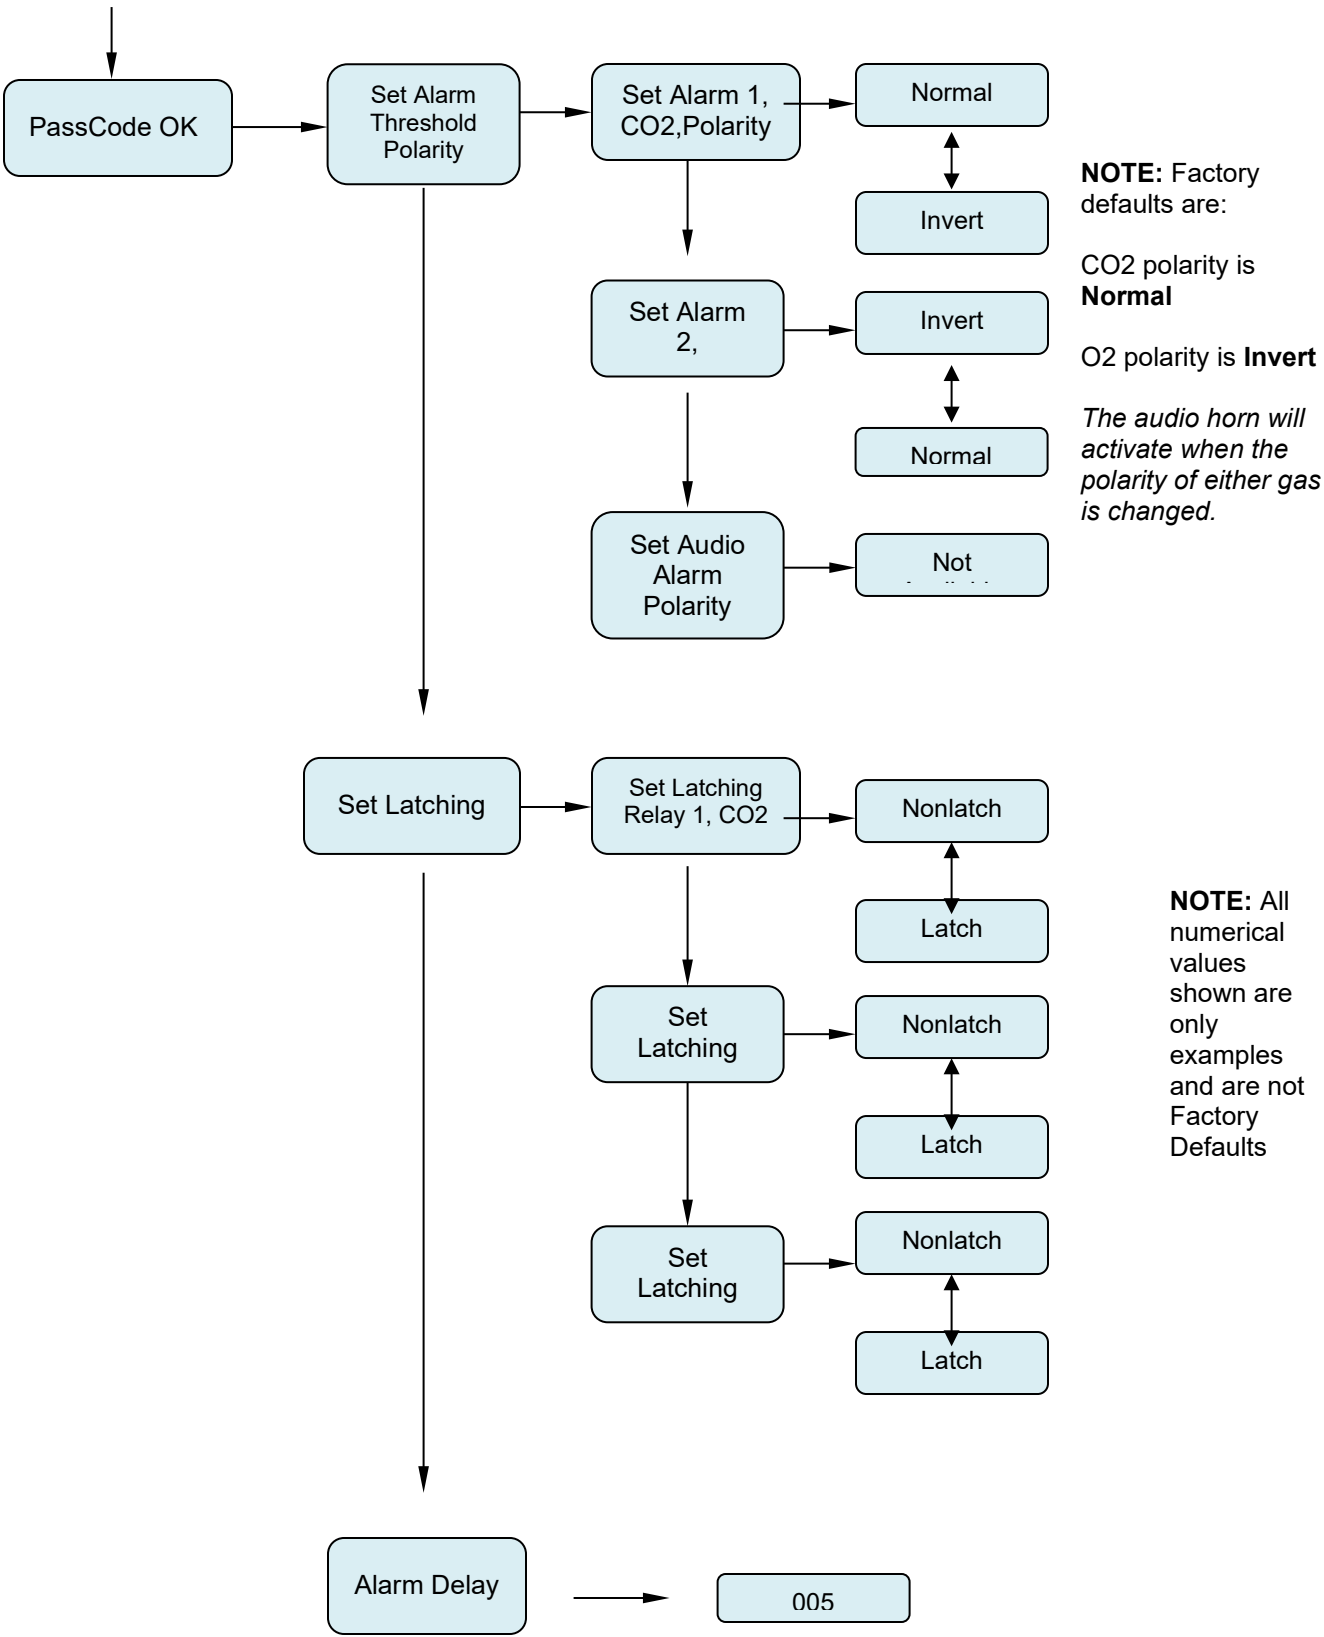 PassCode OK
Set Alarm
Threshold
Polarity
Set Alarm 1,
CO2,Polarity
Normal
Invert
NOTE: Factory
defaults are:
CO2 polarity is
Normal
O2 polarity is Invert
The audio horn will
activate when the
polarity of either gas
is changed.
Set Alarm
2,
Invert
Normal
Set Audio
Alarm
Polarity
Not
Set Latching
Set Latching
Relay 1, CO2
Nonlatch
Latch
Set
Latching
Nonlatch
Latch
Set
Latching
Nonlatch
Latch
NOTE: All
numerical
values
shown are
only
examples
and are not
Factory
Defaults
Alarm Delay
005